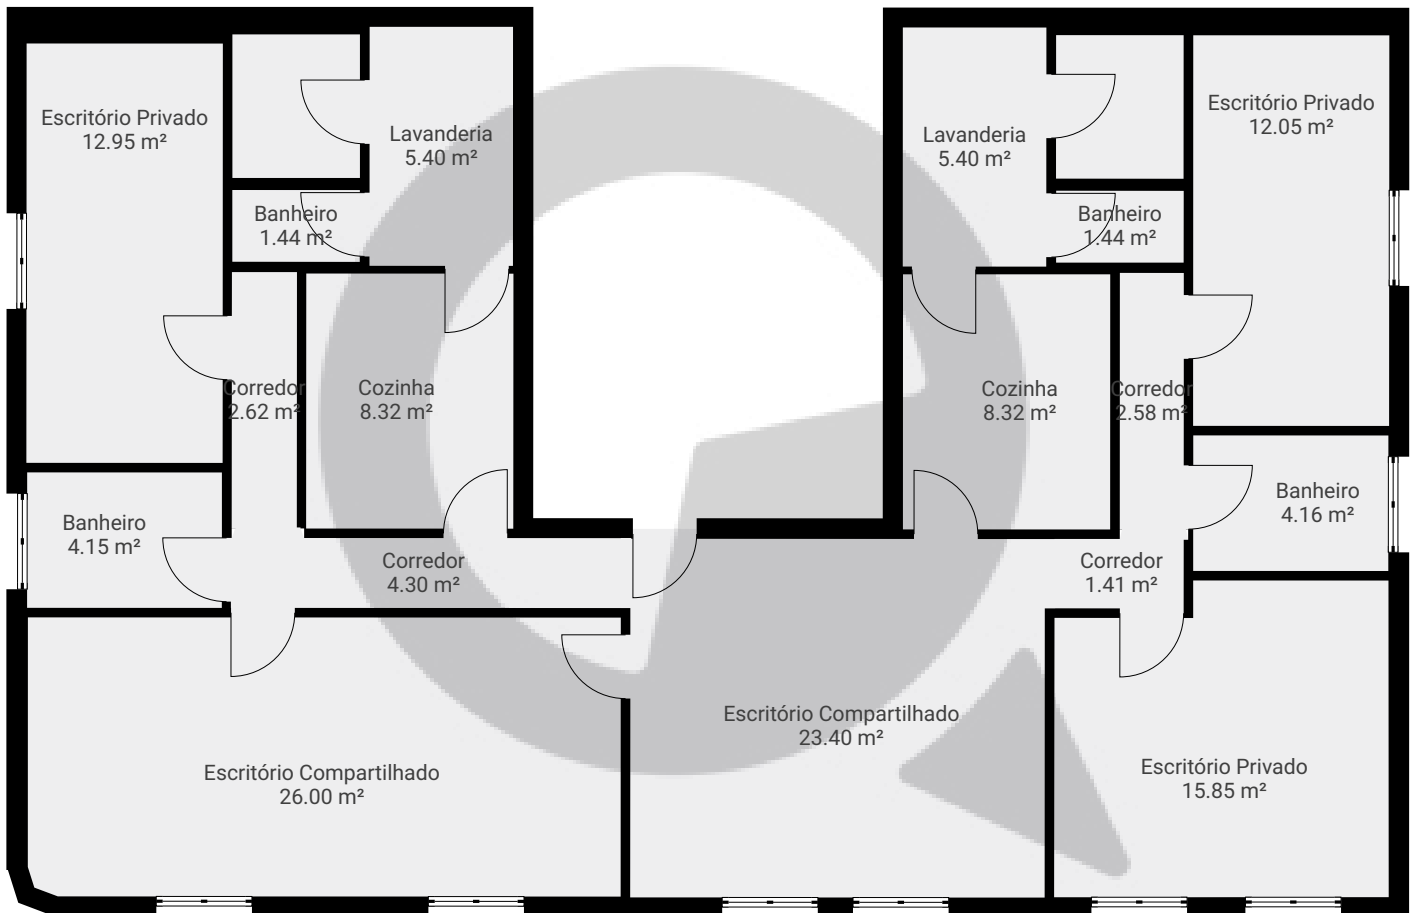 Escritório Privado
12.95 m²
Lavanderia
5.40 m²
Banheiro
1.44 m²
Corredor
2.62 m²
Cozinha
8.32 m²
Banheiro
4.15 m²
Corredor
4.30 m²
Escritório Compartilhado
26.00 m²
Lavanderia
5.40 m²
Escritório Privado
12.05 m²
Banheiro
1.44 m²
Cozinha
8.32 m²
Corredor
2.58 m²
Banheiro
4.16 m²
Corredor
1.41 m²
Escritório Compartilhado
23.40 m²
Escritório Privado
15.85 m²